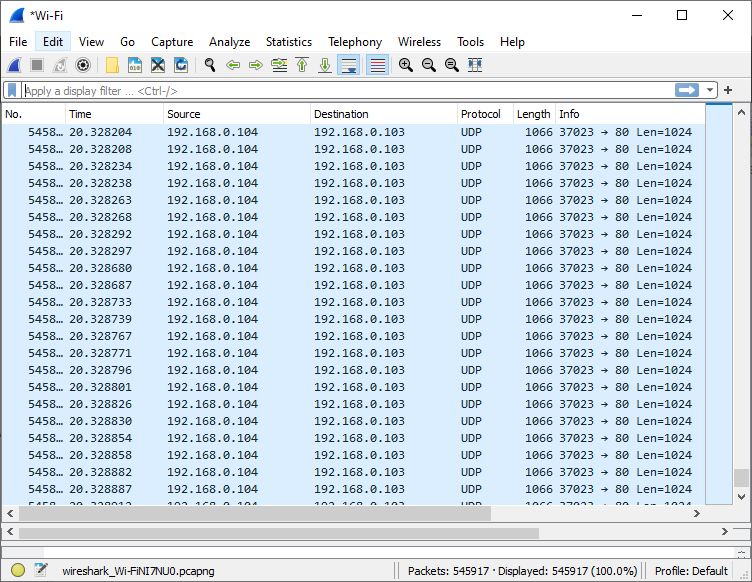 *Wi-Fi
File Edit View Go Capture Analyze Statistics Telephony Wireless Tools Help
Apply a display filter ... <Ctrl-/>
No. Time Source Destination Protocol Length Info
5458… 20.328204 192.168.0.104 192.168.0.103 UDP 1066 37023 → 80 Len=1024
5458… 20.328208 192.168.0.104 192.168.0.103 UDP 1066 37023 → 80 Len=1024
5458… 20.328234 192.168.0.104 192.168.0.103 UDP 1066 37023 → 80 Len=1024
5458… 20.328238 192.168.0.104 192.168.0.103 UDP 1066 37023 → 80 Len=1024
5458… 20.328263 192.168.0.104 192.168.0.103 UDP 1066 37023 → 80 Len=1024
5458… 20.328268 192.168.0.104 192.168.0.103 UDP 1066 37023 → 80 Len=1024
5458… 20.328292 192.168.0.104 192.168.0.103 UDP 1066 37023 → 80 Len=1024
5458… 20.328297 192.168.0.104 192.168.0.103 UDP 1066 37023 → 80 Len=1024
5458… 20.328680 192.168.0.104 192.168.0.103 UDP 1066 37023 → 80 Len=1024
5458… 20.328687 192.168.0.104 192.168.0.103 UDP 1066 37023 → 80 Len=1024
5458… 20.328733 192.168.0.104 192.168.0.103 UDP 1066 37023 → 80 Len=1024
5458… 20.328739 192.168.0.104 192.168.0.103 UDP 1066 37023 → 80 Len=1024
5458… 20.328767 192.168.0.104 192.168.0.103 UDP 1066 37023 → 80 Len=1024
5458… 20.328771 192.168.0.104 192.168.0.103 UDP 1066 37023 → 80 Len=1024
5458… 20.328796 192.168.0.104 192.168.0.103 UDP 1066 37023 → 80 Len=1024
5458… 20.328801 192.168.0.104 192.168.0.103 UDP 1066 37023 → 80 Len=1024
5458… 20.328826 192.168.0.104 192.168.0.103 UDP 1066 37023 → 80 Len=1024
5458… 20.328830 192.168.0.104 192.168.0.103 UDP 1066 37023 → 80 Len=1024
5458… 20.328854 192.168.0.104 192.168.0.103 UDP 1066 37023 → 80 Len=1024
5458… 20.328858 192.168.0.104 192.168.0.103 UDP 1066 37023 → 80 Len=1024
5458… 20.328882 192.168.0.104 192.168.0.103 UDP 1066 37023 → 80 Len=1024
5458… 20.328887 192.168.0.104 192.168.0.103 UDP 1066 37023 → 80 Len=1024
wireshark_Wi-FiNI7NU0.pcapng Packets: 545917 · Displayed: 545917 (100.0%) Profile: Default